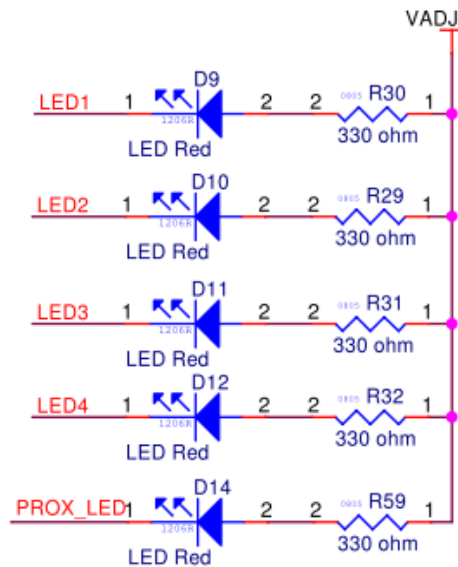 VADJ
D9
LED1 1 1206R 2 2 0805 R30 1
LED Red 330 ohm
D10
LED2 1 1206R 2 2 0805 R29 1
LED Red 330 ohm
D11
LED3 1 1206R 2 2 0805 R31 1
LED Red 330 ohm
D12
LED4 1 1206R 2 2 0805 R32 1
LED Red 330 ohm
D14
PROX_LED 1 1206R 2 2 0805 R59 1
LED Red 330 ohm